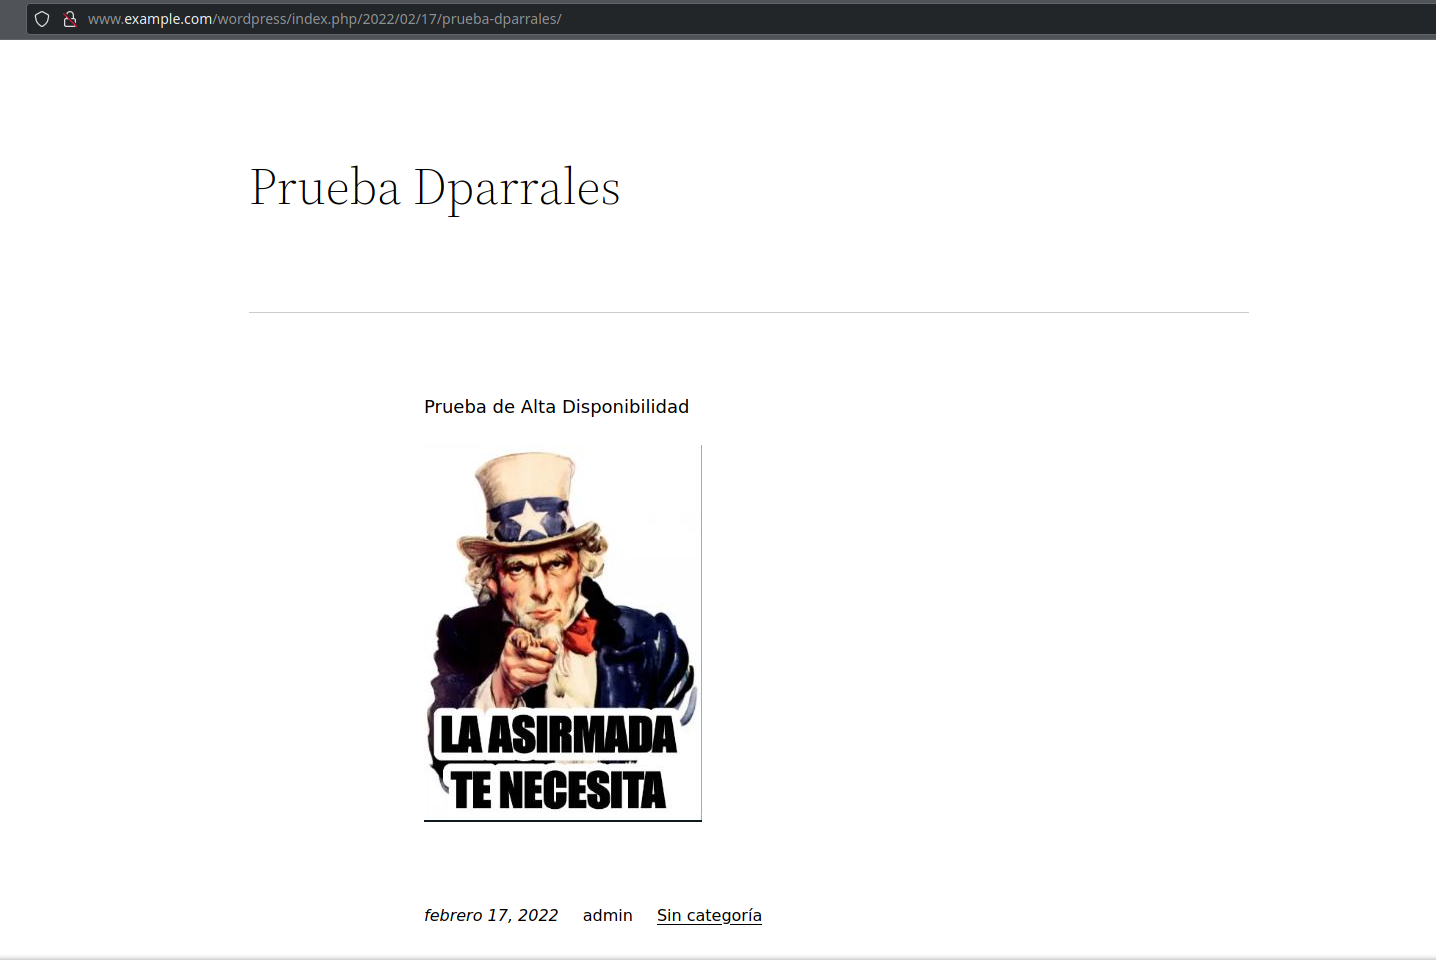 www.example.com/wordpress/index.php/2022/02/17/prueba-dparrales/
Prueba Dparrales
Prueba de Alta Disponibilidad
LA ASIRMADA
TE NECESITA
febrero 17, 2022 admin Sin categoría